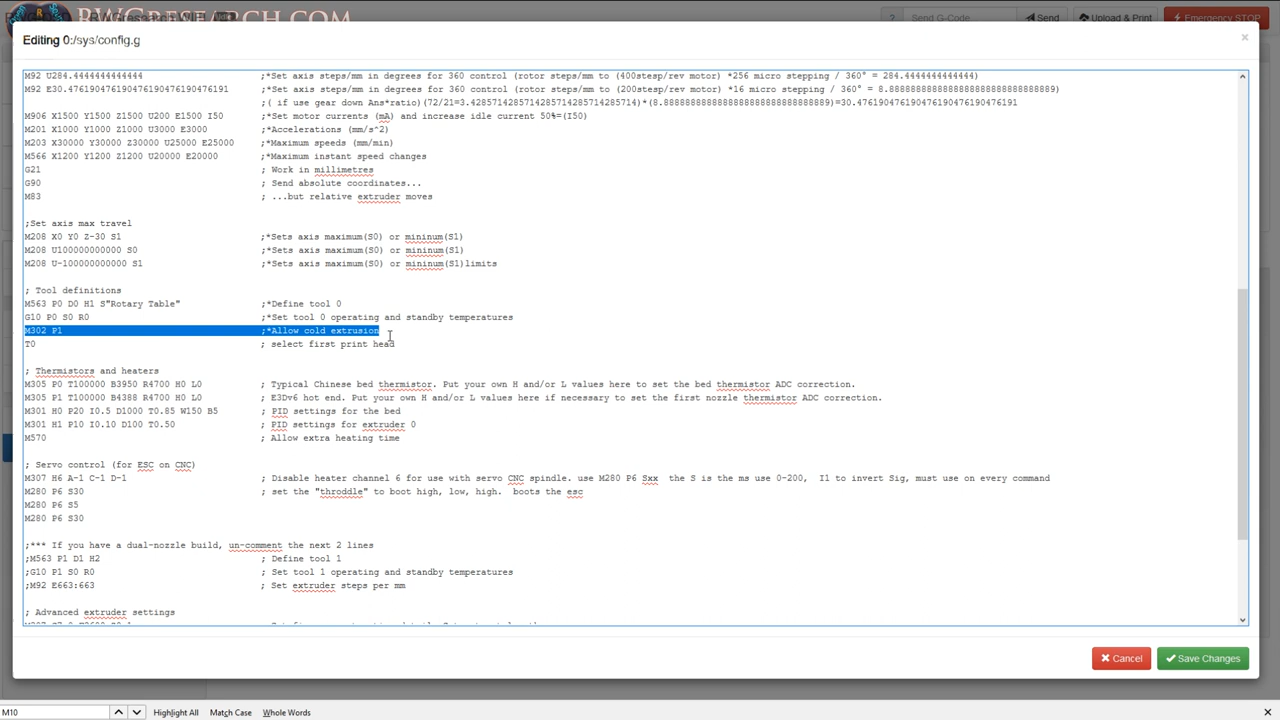 RWGresearch.com
? Send G-Code Send Upload & Print Emergency STOP
Editing 0:/sys/config.g ×
M92 U284.4444444444444 ;*Set axis steps/mm in degrees for 360 control (rotor steps/mm to (400stesp/rev motor) *256 micro stepping / 360° = 284.4444444444444)
M92 E30.476190476190476190476190476191 ;*Set axis steps/mm in degrees for 360 control (rotor steps/mm to (200stesp/rev motor) *16 micro stepping / 360° = 8.8888888888888888888888888888889)
;( if use gear down Ans*ratio)(72/21=3.4285714285714285714285714285714)*(8.8888888888888888888888888888889)=30.476190476190476190476190476191
M906 X1500 Y1500 Z1500 U200 E1500 I50 ;*Set motor currents (mA) and increase idle current 50%=(I50)
M201 X1000 Y1000 Z1000 U3000 E3000 ;*Accelerations (mm/s^2)
M203 X30000 Y30000 Z30000 U25000 E25000 ;*Maximum speeds (mm/min)
M566 X1200 Y1200 Z1200 U20000 E20000 ;*Maximum instant speed changes
G21 ; Work in millimetres
G90 ; Send absolute coordinates...
M83 ; ...but relative extruder moves
;Set axis max travel
M208 X0 Y0 Z-30 S1 ;*Sets axis maximum(S0) or mininum(S1)
M208 U100000000000 S0 ;*Sets axis maximum(S0) or mininum(S1)
M208 U-100000000000 S1 ;*Sets axis maximum(S0) or mininum(S1)limits
; Tool definitions
M563 P0 D0 H1 S"Rotary Table" ;*Define tool 0
G10 P0 S0 R0 ;*Set tool 0 operating and standby temperatures
M302 P1 ;*Allow cold extrusion
T0 ; select first print head
; Thermistors and heaters
M305 P0 T100000 B3950 R4700 H0 L0 ; Typical Chinese bed thermistor. Put your own H and/or L values here to set the bed thermistor ADC correction.
M305 P1 T100000 B4388 R4700 H0 L0 ; E3Dv6 hot end. Put your own H and/or L values here if necessary to set the first nozzle thermistor ADC correction.
M301 H0 P20 I0.5 D1000 T0.85 W150 B5 ; PID settings for the bed
M301 H1 P10 I0.10 D100 T0.50 ; PID settings for extruder 0
M570 ; Allow extra heating time
; Servo control (for ESC on CNC)
M307 H6 A-1 C-1 D-1 ; Disable heater channel 6 for use with servo CNC spindle. use M280 P6 Sxx the S is the ms use 0-200, I1 to invert Sig, must use on every command
M280 P6 S30 ; set the "throddle" to boot high, low, high. boots the esc
M280 P6 S5
M280 P6 S30
;*** If you have a dual-nozzle build, un-comment the next 2 lines
;M563 P1 D1 H2 ; Define tool 1
;G10 P1 S0 R0 ; Set tool 1 operating and standby temperatures
;M92 E663:663 ; Set extruder steps per mm
; Advanced extruder settings
Cancel Save Changes
M10 Highlight All Match Case Whole Words ×